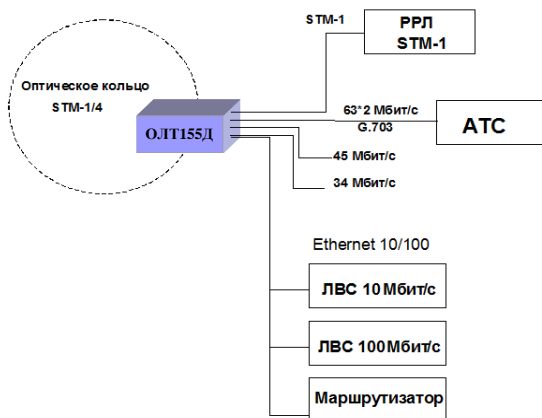 STM-1
РРЛ
STM-1
Оптическое кольцо
STM-1/4
ОЛТ155Д
63*2 Мбит/с
G.703
АТС
45 Мбит/с
34 Мбит/с
Ethernet 10/100
ЛВС 10 Мбит/с
ЛВС 100 Мбит/с
Маршрутизатор